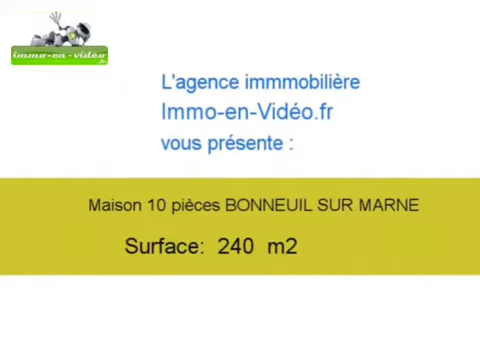 immo-en-vidéo
L'agence immmobilière
Immo-en-Vidéo.fr
vous présente :
Maison 10 pièces BONNEUIL SUR MARNE
Surface: 240 m2